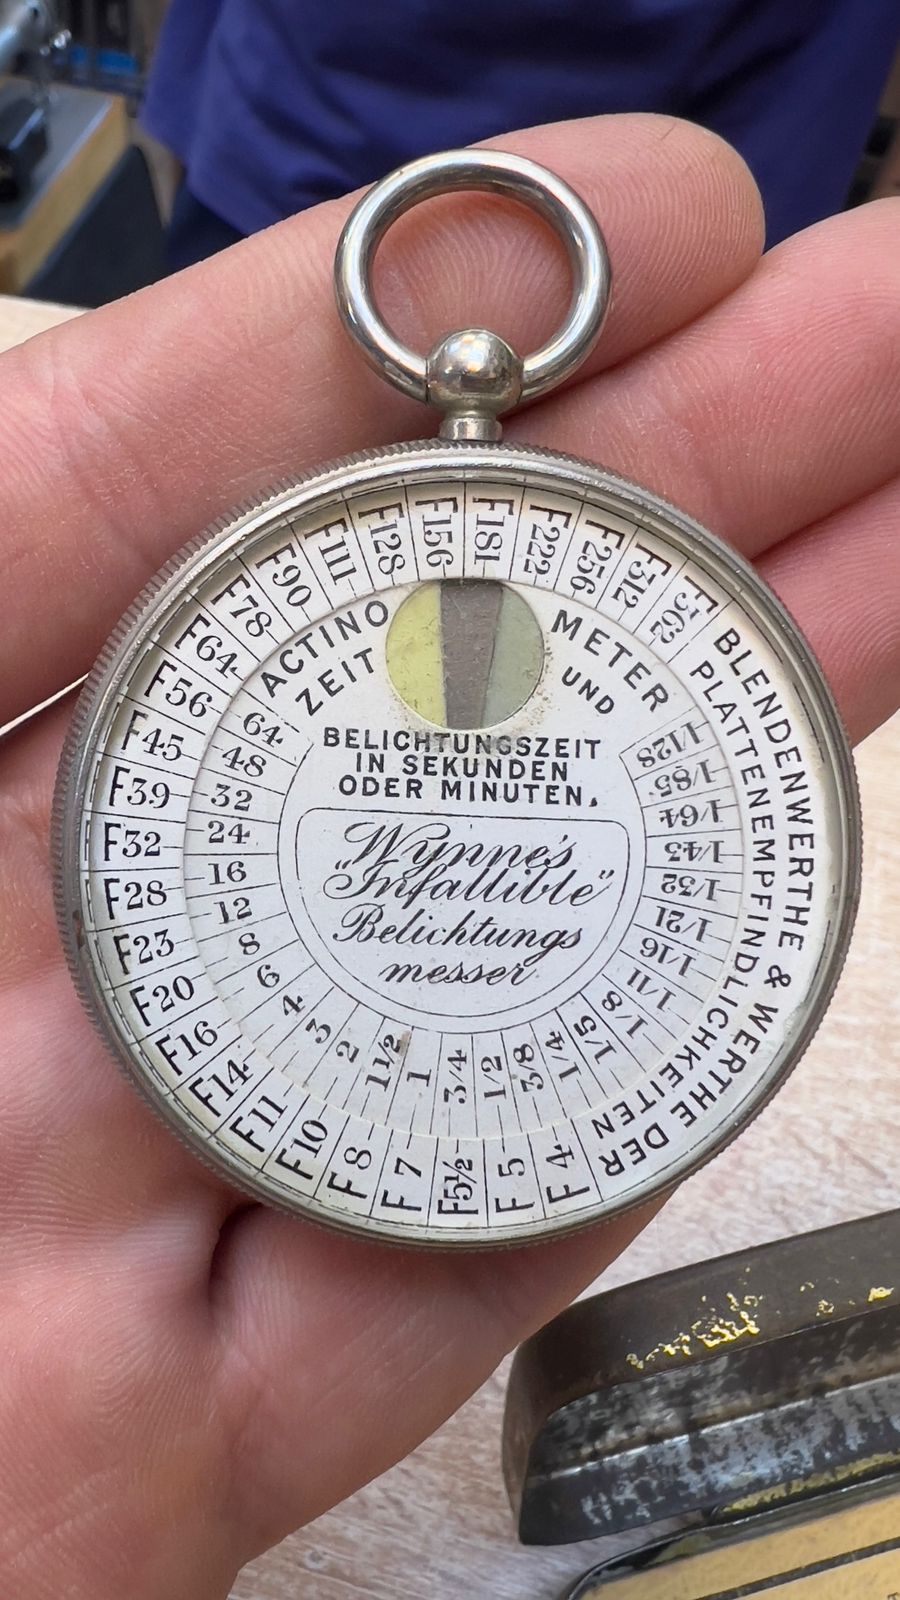 F4
F5
F5½
F7
F8
F10
F11
F14
F16
F20
F23
F28
F32
F39
F45
F56
F64
F78
F90
F111
F128
F156
F181
F222
F256
F312
F362
BLENDENWERTHE & WERTHE DER
PLATTENEMPFINDLICHKEITEN
ACTINO METER
ZEIT UND
BELICHTUNGSZEIT
IN SEKUNDEN
ODER MINUTEN.
64
48
32
24
16
12
8
6
4
3
2
1½
1
3/4
1/2
3/8
1/4
1/5
1/8
1/11
1/16
1/21
1/32
1/43
1/64
1/85
1/128
„Wynne's
Infallible"
Belichtungs
messer